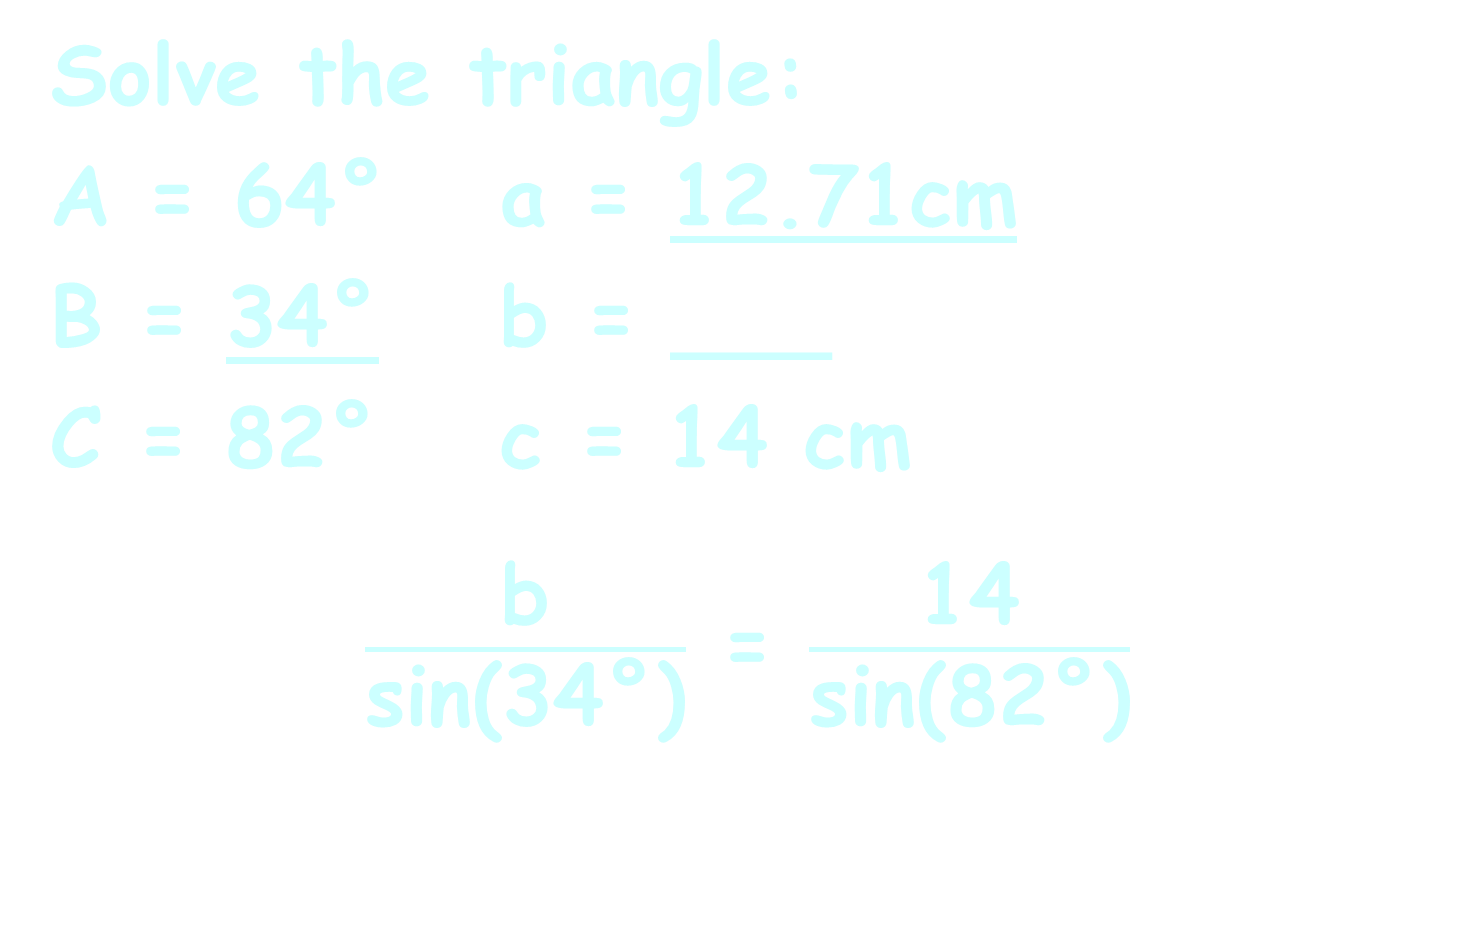 Solve the triangle:
A = 64° a = 12.71cm
B = 34° b = ____
C = 82° c = 14 cm
b = 14
sin(34°) sin(82°)